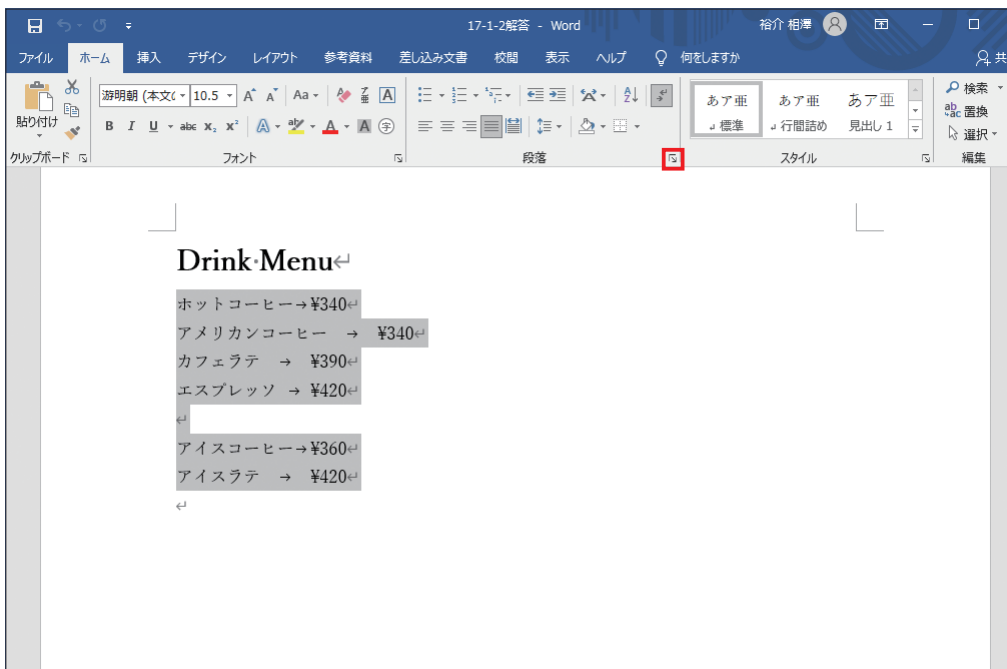 17-1-2解答 - Word
裕介 相澤
ファイル ホーム 挿入 デザイン レイアウト 参考資料 差し込み文書 校閲 表示 ヘルプ 何をしますか 共
貼り付け
游明朝 (本文( 10.5 A A Aa A
B I U abc x₂ x² A aby A A 字
クリップボード
フォント
段落
あア亜 あア亜 あア亜
↲ 標準 ↲ 行間詰め 見出し 1
スタイル
検索
置換
選択
編集
Drink·Menu↵
ホットコーヒー→¥340↵
アメリカンコーヒー → ¥340↵
カフェラテ → ¥390↵
エスプレッソ → ¥420↵
↵
アイスコーヒー→¥360↵
アイスラテ → ¥420↵
↵